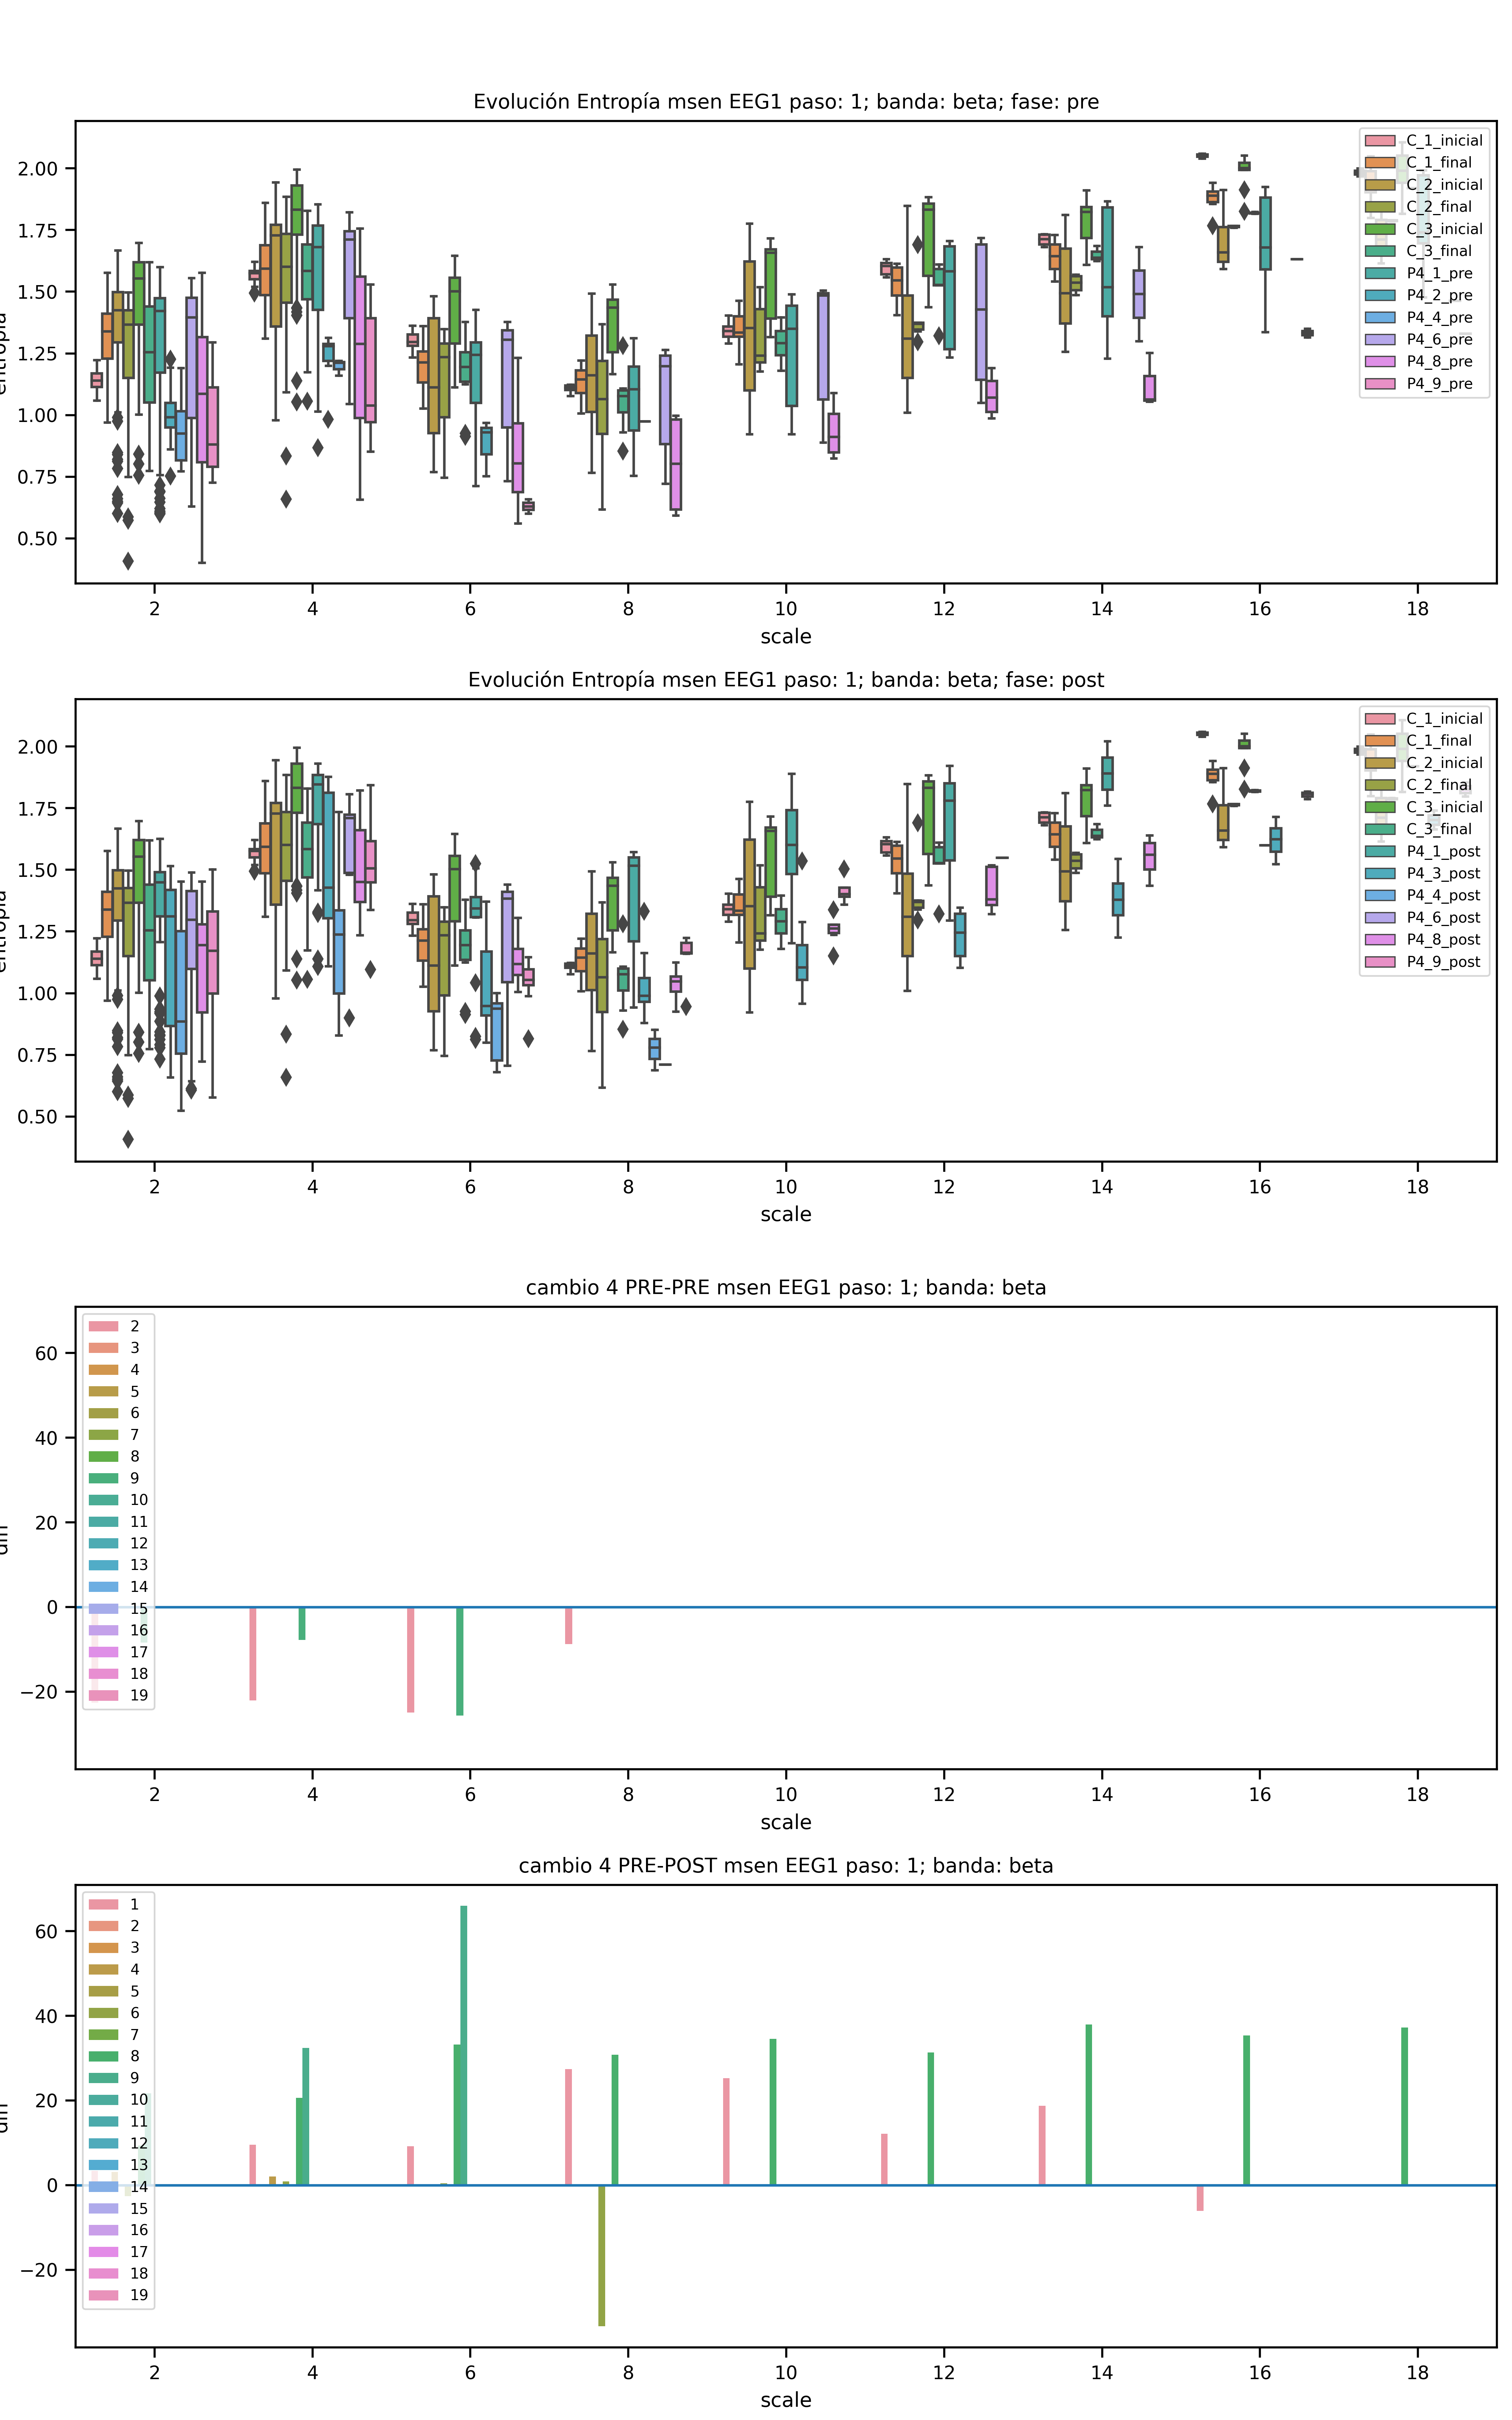 Evolución Entropía msen EEG1 paso: 1; banda: beta; fase: pre
C_1_inicial
C_1_final
C_2_inicial
C_2_final
C_3_inicial
C_3_final
P4_1_pre
P4_2_pre
P4_4_pre
P4_6_pre
P4_8_pre
P4_9_pre
2.00
1.75
1.50
1.25
1.00
0.75
0.50
2 4 6 8 10 12 14 16 18
scale
Evolución Entropía msen EEG1 paso: 1; banda: beta; fase: post
C_1_inicial
C_1_final
C_2_inicial
C_2_final
C_3_inicial
C_3_final
P4_1_post
P4_3_post
P4_4_post
P4_6_post
P4_8_post
P4_9_post
2.00
1.75
1.50
1.25
1.00
0.75
0.50
2 4 6 8 10 12 14 16 18
scale
cambio 4 PRE-PRE msen EEG1 paso: 1; banda: beta
2
3
4
5
6
7
8
9
10
11
12
13
14
15
16
17
18
19
60
40
20
0
−20
2 4 6 8 10 12 14 16 18
scale
cambio 4 PRE-POST msen EEG1 paso: 1; banda: beta
1
2
3
4
5
6
7
8
9
10
11
12
13
14
15
16
17
18
19
60
40
20
0
−20
2 4 6 8 10 12 14 16 18
scale